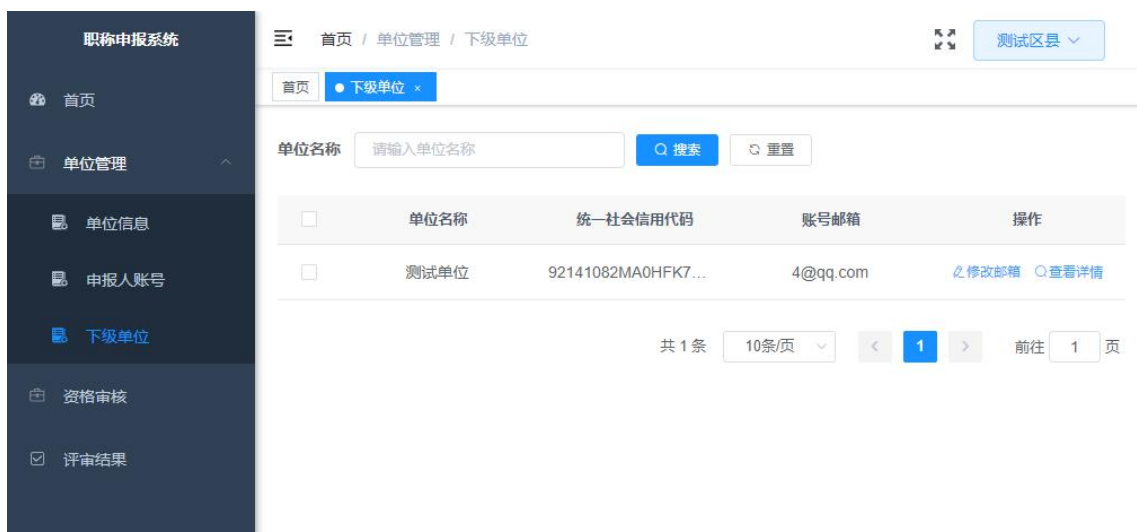 职称申报系统
首页 / 单位管理 / 下级单位
测试区县
首页
下级单位 ×
首页
单位管理
单位信息
申报人账号
下级单位
资格审核
评审结果
单位名称 请输入单位名称 搜索 重置
单位名称 统一社会信用代码 账号邮箱 操作
测试单位 92141082MA0HFK7... 4@qq.com 修改邮箱 查看详情
共 1 条 10条/页 < 1 > 前往 1 页